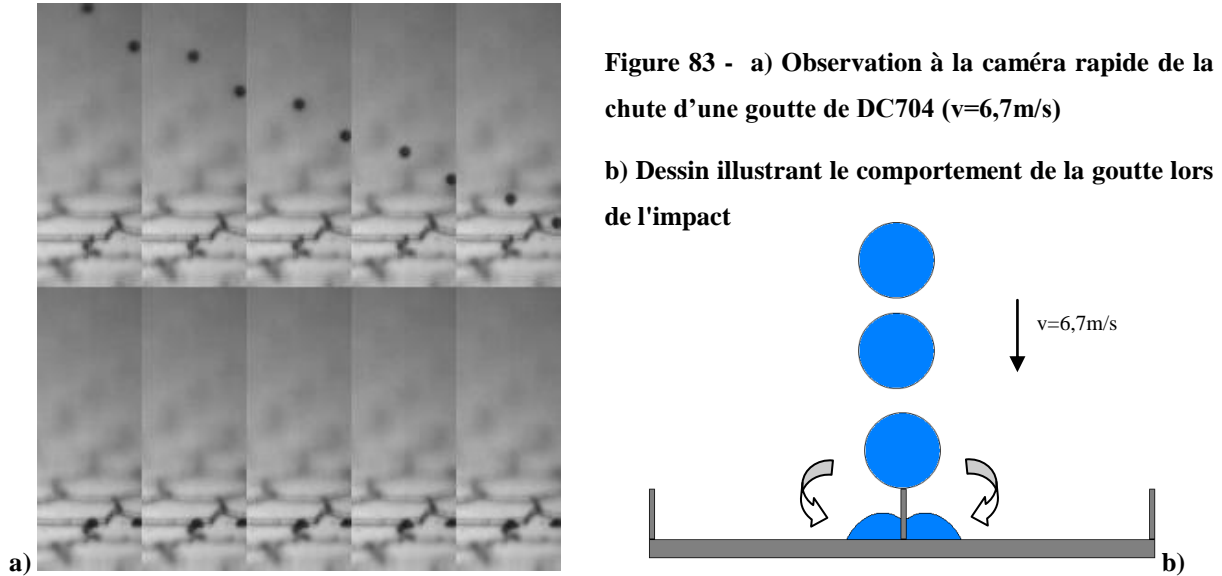 Figure 83 - a) Observation à la caméra rapide de la
chute d'une goutte de DC704 (v=6,7m/s)
b) Dessin illustrant le comportement de la goutte lors
de l'impact
v=6,7m/s
a)
b)